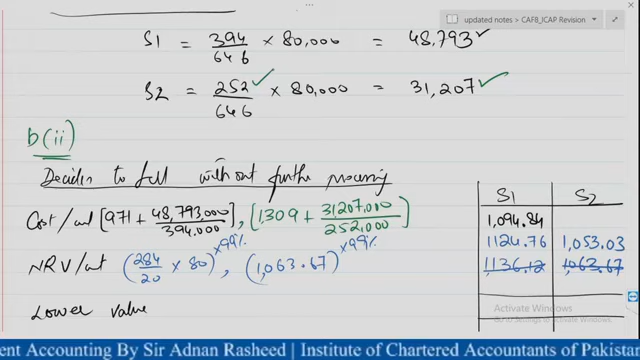 updated notes > CAF8_ICAP Revision
S1 = 394/646 × 80,000 = 48,793 ✓
S2 = 252/646 ✓ × 80,000 = 31,207 ✓
b(ii)
Decides to sell without further processing
S1 S2
Cost/unit [971 + 48,793,000/394,000], [1309 + 31207,000/252,000] 1,094.84
NRV/unit (284/20 × 80) ×99%, (1,063.67) ×99% 1124.76 1,053.03
1136.12 1063.67
Lower value
Activate Windows
Go to Settings to activate Windows.
ent Accounting By Sir Adnan Rasheed | Institute of Chartered Accountants of Pakistan